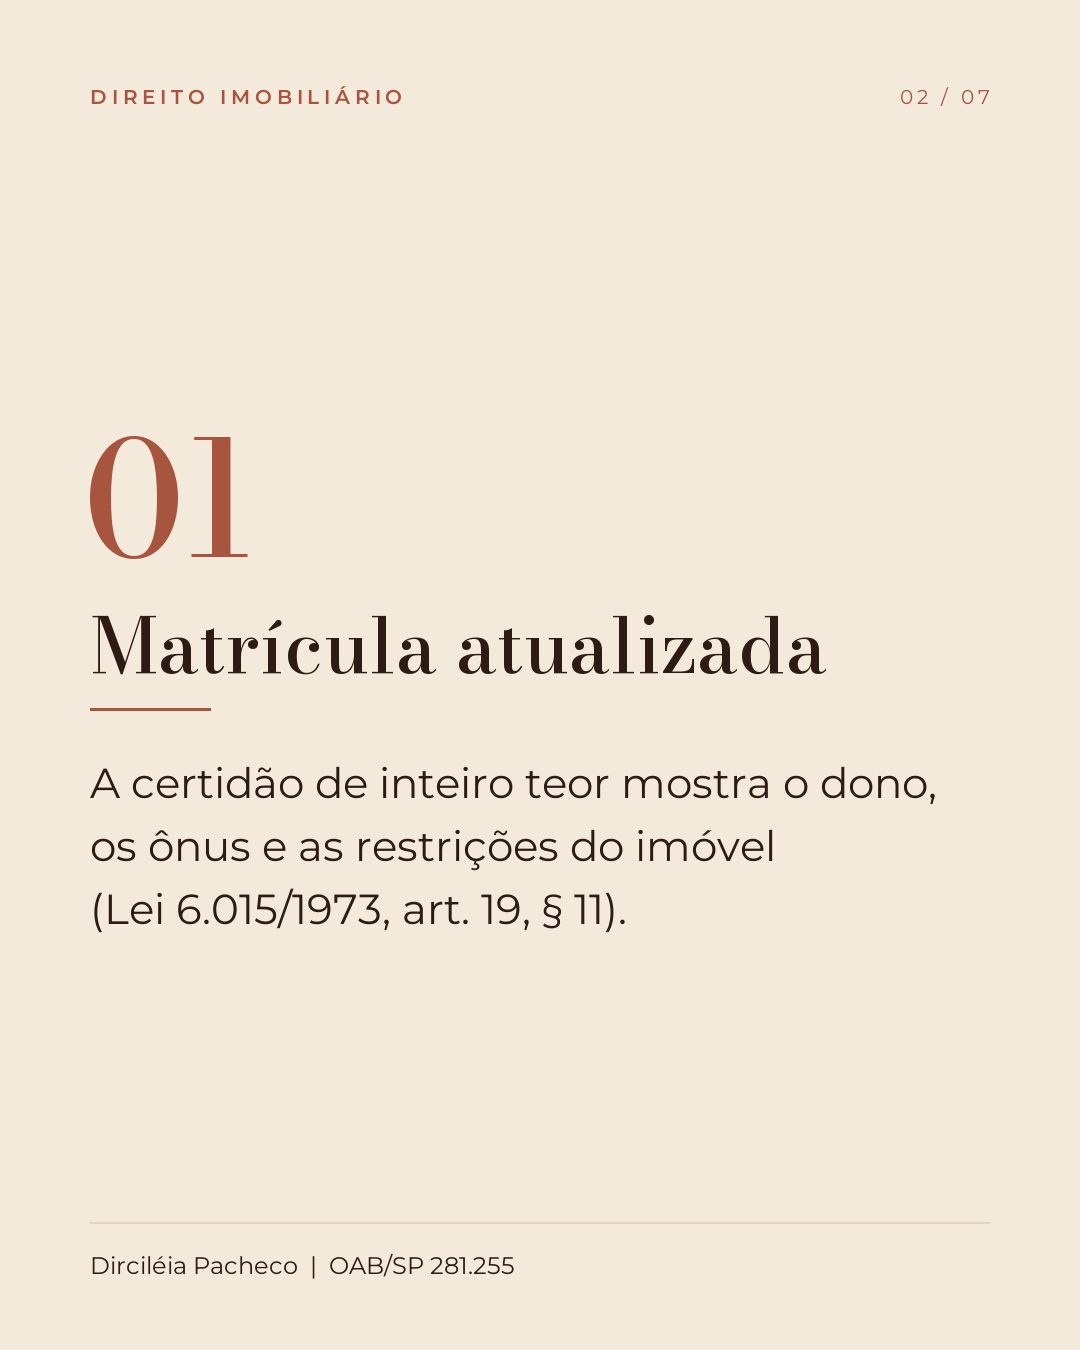 DIREITO IMOBILIÁRIO
02 / 07
01
Matrícula atualizada
A certidão de inteiro teor mostra o dono,
os ônus e as restrições do imóvel
(Lei 6.015/1973, art. 19, § 11).
Dirciléia Pacheco | OAB/SP 281.255